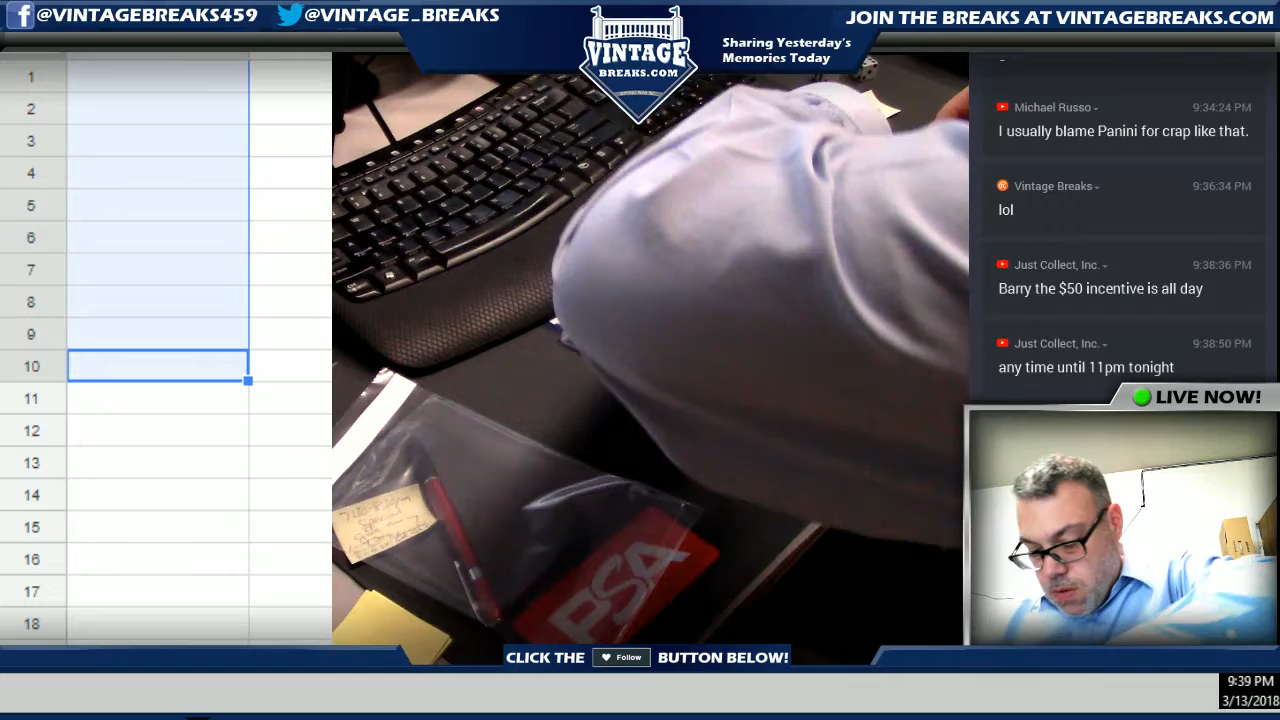 @VINTAGEBREAKS459
@VINTAGE_BREAKS
VINTAGE
BREAKS.COM
Sharing Yesterday's
Memories Today
JOIN THE BREAKS AT VINTAGEBREAKS.COM
1
2
3
4
5
6
7
8
9
10
11
12
13
14
15
16
17
18
PSA
Michael Russo
9:34:24 PM
I usually blame Panini for crap like that.
Vintage Breaks
9:36:34 PM
lol
Just Collect, Inc.
9:38:36 PM
Barry the $50 incentive is all day
Just Collect, Inc.
9:38:50 PM
any time until 11pm tonight
LIVE NOW!
CLICK THE
Follow
BUTTON BELOW!
9:39 PM
3/13/2018